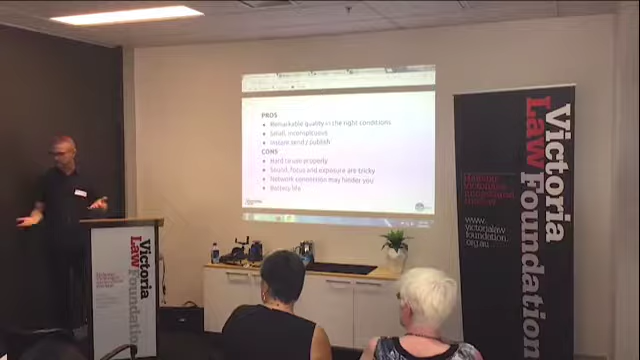 PROS
Remarkable quality in the right conditions
Small, inconspicuous
Instant send / publish
CONS
Hard to use properly
Sound, focus and exposure are tricky
Network connection may hinder you
Battery life
Victoria
Law Foundation
www.
victorialaw
foundation.
org.au
Victoria
Law Foundation